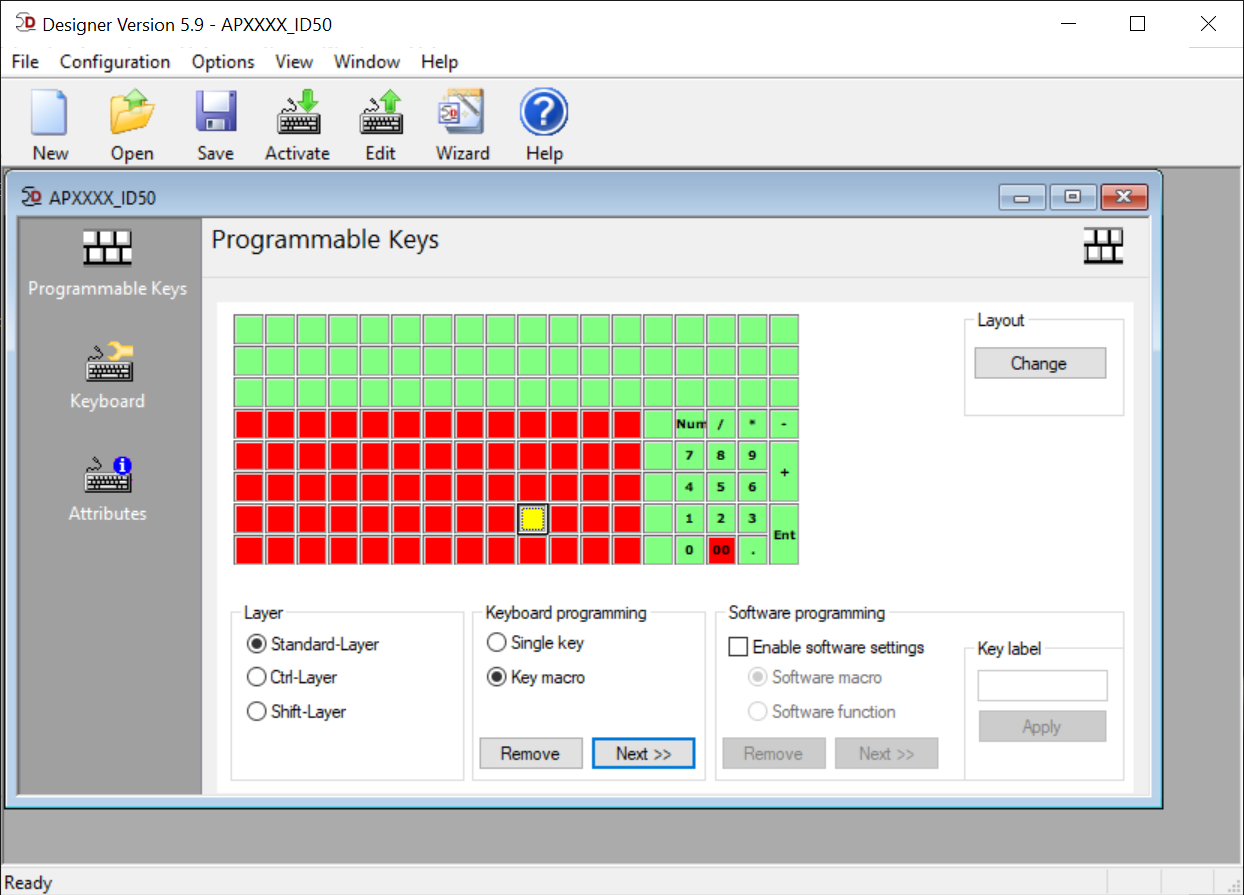 Designer Version 5.9 - APXXXX_ID50
File Configuration Options View Window Help
New Open Save Activate Edit Wizard Help
APXXXX_ID50
Programmable Keys
Keyboard
Attributes
Programmable Keys
Num / * -
7 8 9
+
4 5 6
1 2 3
Ent
0 00 .
Layout
Change
Layer
Standard-Layer
Ctrl-Layer
Shift-Layer
Keyboard programming
Single key
Key macro
Remove Next >>
Software programming
Enable software settings
Software macro
Software function
Remove Next >>
Key label
Apply
Ready